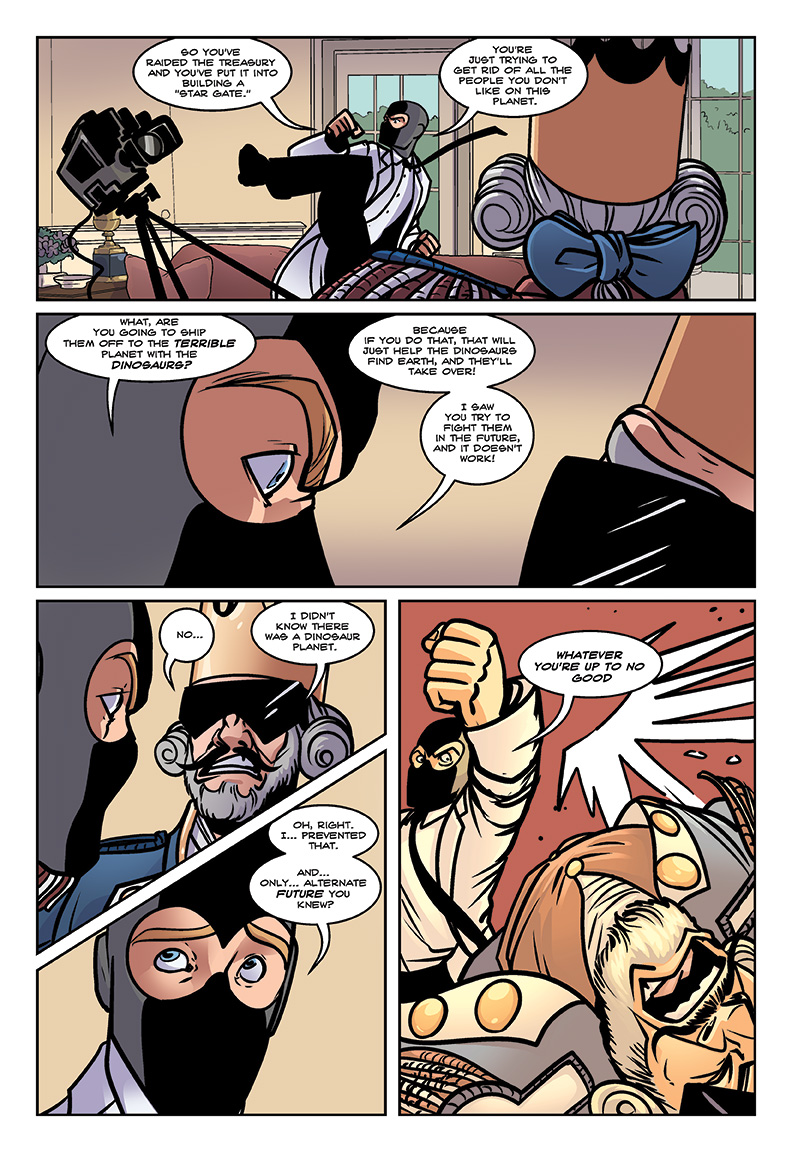 SO YOU'VE
RAIDED THE TREASURY
AND YOU'VE PUT IT INTO
BUILDING A
"STAR GATE."
YOU'RE
JUST TRYING TO
GET RID OF ALL THE
PEOPLE YOU DON'T
LIKE ON THIS
PLANET.
WHAT, ARE
YOU GOING TO SHIP
THEM OFF TO THE TERRIBLE
PLANET WITH THE
DINOSAURS?
BECAUSE
IF YOU DO THAT, THAT WILL
JUST HELP THE DINOSAURS
FIND EARTH, AND THEY'LL
TAKE OVER!
I SAW
YOU TRY TO
FIGHT THEM
IN THE FUTURE,
AND IT DOESN'T
WORK!
NO...
I DIDN'T
KNOW THERE
WAS A DINOSAUR
PLANET.
OH, RIGHT.
I... PREVENTED
THAT.
AND...
ONLY... ALTERNATE
FUTURE YOU
KNEW?
WHATEVER
YOU'RE UP TO NO
GOOD